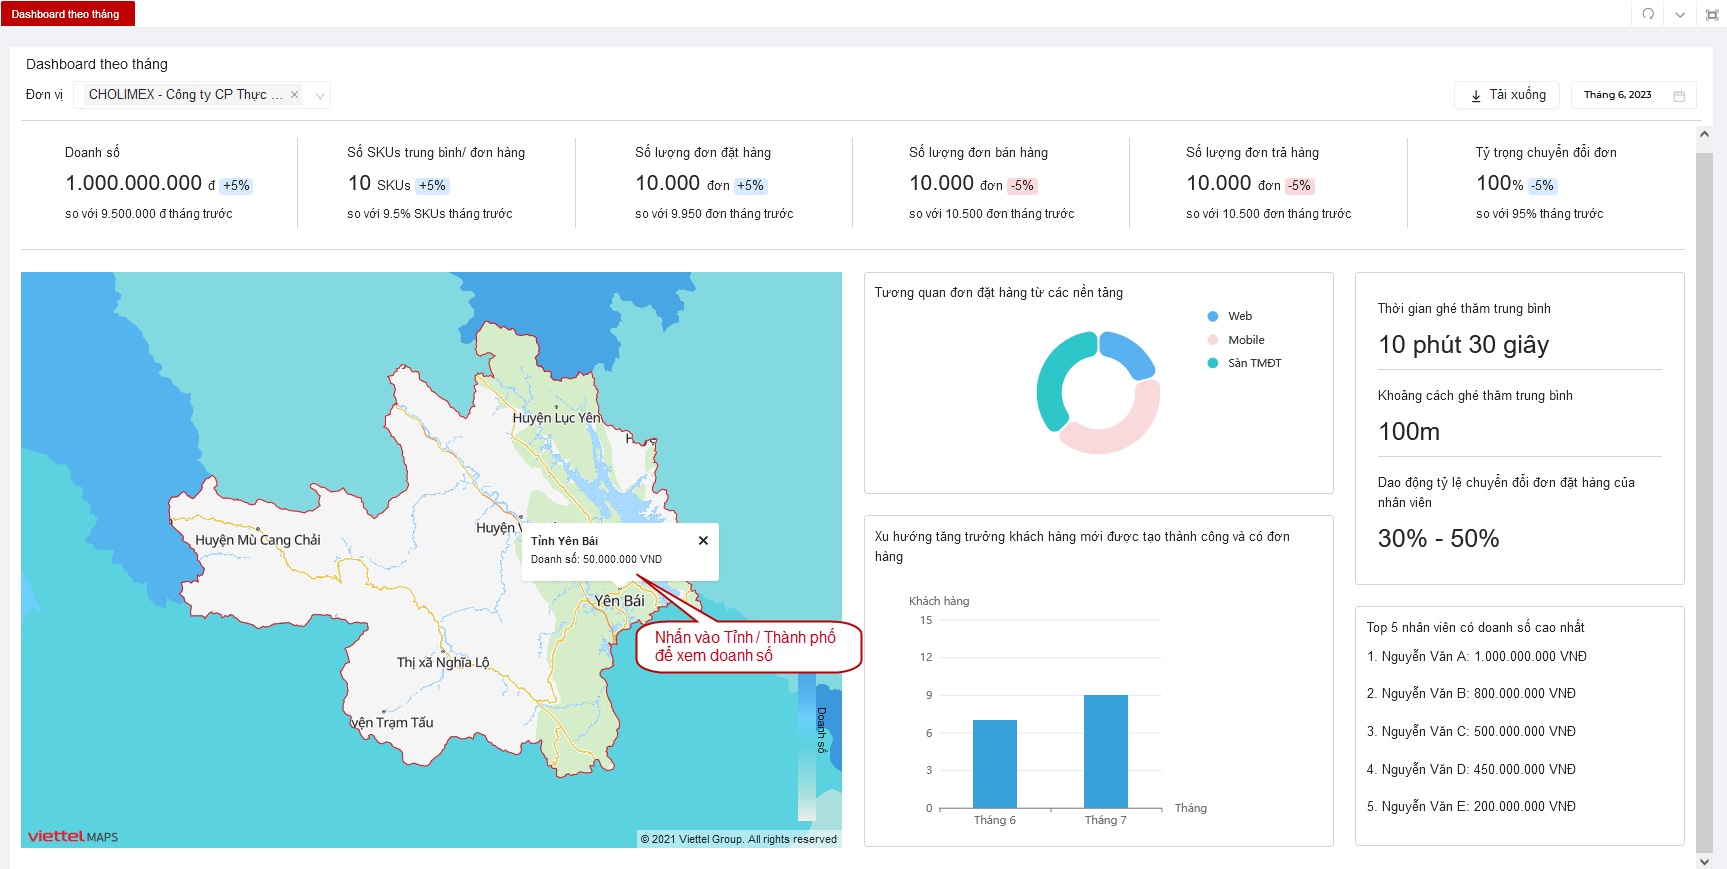 Dashboard theo tháng
Dashboard theo tháng
Đơn vị
CHOLIMEX - Công ty CP Thực ... ×
Tải xuống
Tháng 6, 2023
Doanh số
1.000.000.000 đ +5%
so với 9.500.000 đ tháng trước
Số SKUs trung bình/ đơn hàng
10 SKUs +5%
so với 9.5% SKUs tháng trước
Số lượng đơn đặt hàng
10.000 đơn +5%
so với 9.950 đơn tháng trước
Số lượng đơn bán hàng
10.000 đơn -5%
so với 10.500 đơn tháng trước
Số lượng đơn trả hàng
10.000 đơn -5%
so với 10.500 đơn tháng trước
Tỷ trọng chuyển đổi đơn
100% -5%
so với 95% tháng trước
Huyện Lục Yên
Huyện V
Huyện Mù Cang Chải
Tỉnh Yên Bái
Doanh số: 50.000.000 VND
Yên Bái
Nhấn vào Tỉnh / Thành phố
để xem doanh số
Thị xã Nghĩa Lộ
yện Trạm Tấu
Doanh số
viettel MAPS
© 2021 Viettel Group. All rights reserved
Tương quan đơn đặt hàng từ các nền tảng
Web
Mobile
Sàn TMĐT
Xu hướng tăng trưởng khách hàng mới được tạo thành công và có đơn
hàng
Khách hàng
15
12
9
6
3
0
Tháng 6
Tháng 7
Tháng
Thời gian ghé thăm trung bình
10 phút 30 giây
Khoảng cách ghé thăm trung bình
100m
Dao động tỷ lệ chuyển đổi đơn đặt hàng của
nhân viên
30% - 50%
Top 5 nhân viên có doanh số cao nhất
1. Nguyễn Văn A: 1.000.000.000 VNĐ
2. Nguyễn Văn B: 800.000.000 VNĐ
3. Nguyễn Văn C: 500.000.000 VNĐ
4. Nguyễn Văn D: 450.000.000 VNĐ
5. Nguyễn Văn E: 200.000.000 VNĐ